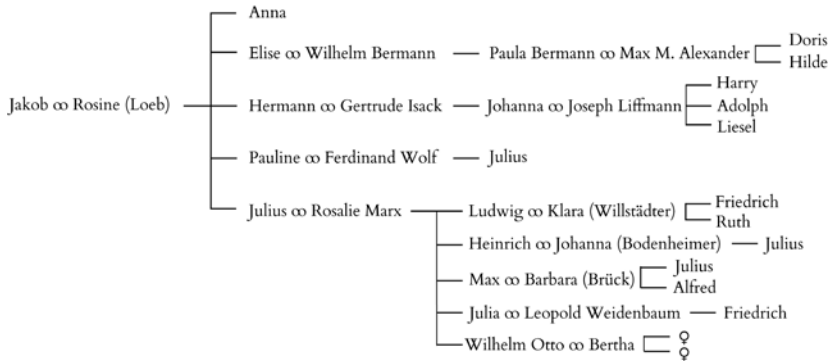 Anna
Elise ∞ Wilhelm Bermann
Paula Bermann ∞ Max M. Alexander
Doris
Hilde
Jakob ∞ Rosine (Loeb)
Hermann ∞ Gertrude Isack
Johanna ∞ Joseph Liffmann
Harry
Adolph
Liesel
Pauline ∞ Ferdinand Wolf
Julius
Julius ∞ Rosalie Marx
Ludwig ∞ Klara (Willstädter)
Friedrich
Ruth
Heinrich ∞ Johanna (Bodenheimer)
Julius
Max ∞ Barbara (Brück)
Julius
Alfred
Julia ∞ Leopold Weidenbaum
Friedrich
Wilhelm Otto ∞ Bertha
♀
♀